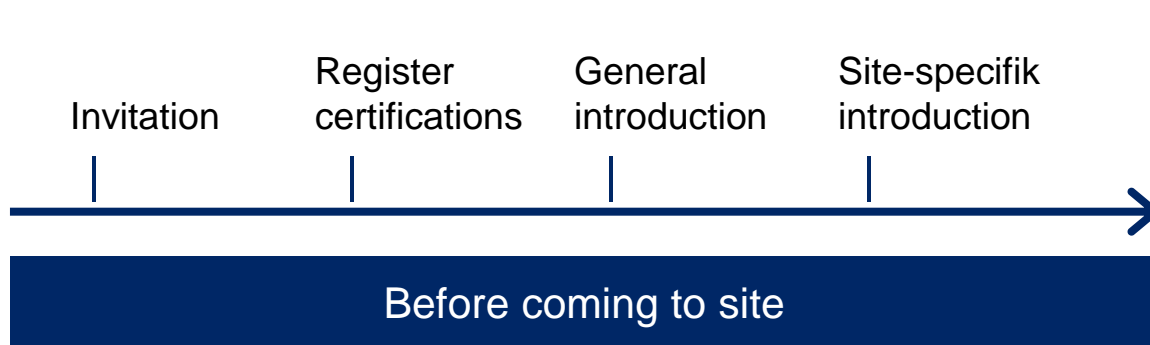 Invitation
Register
certifications
General
introduction
Site-specifik
introduction
Before coming to site